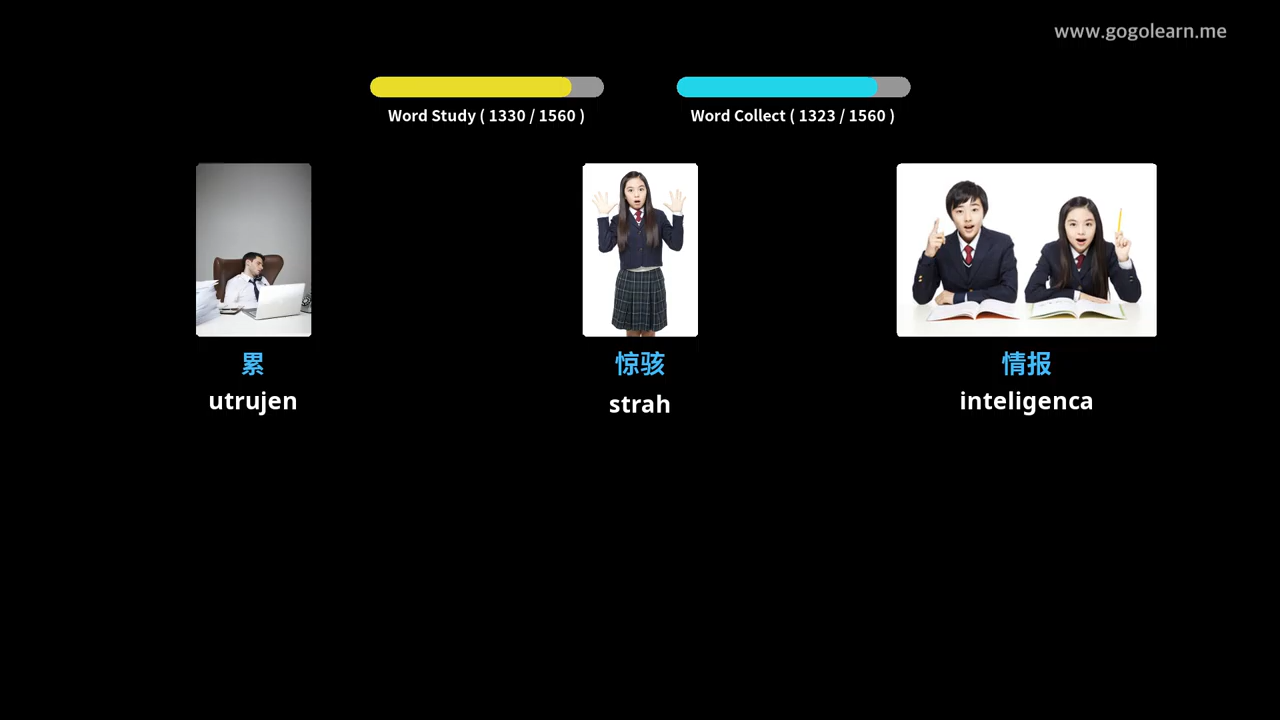 www.gogolearn.me
Word Study ( 1330 / 1560 )
Word Collect ( 1323 / 1560 )
累
utrujen
惊骇
strah
情报
inteligenca